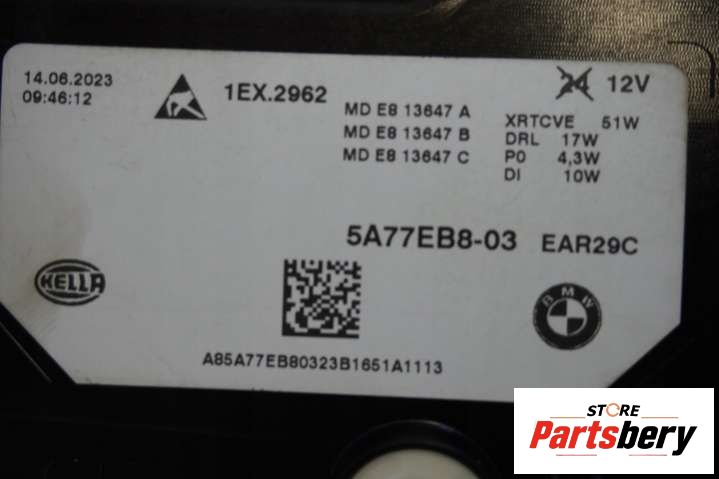 14.06.2023
09:46:12
1EX.2962
24 12V
MD E8 13647 A
MD E8 13647 B
MD E8 13647 C
XRTCVE 51W
DRL 17W
P0 4,3W
DI 10W
5A77EB8-03 EAR29C
HELLA
BMW
A85A77EB80323B1651A1113
STORE
Partsbery